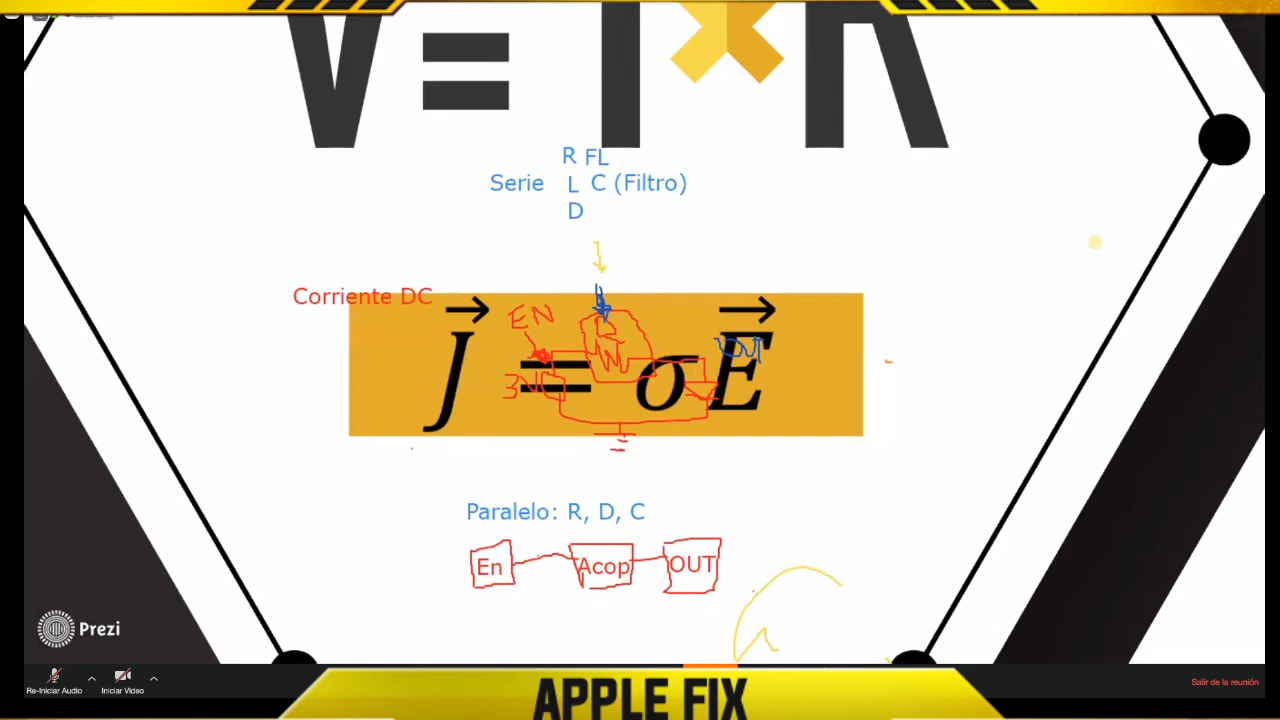 V= I×R
R FL
Serie L C (Filtro)
D
Corriente DC
EN
J = σE
OUT
Paralelo: R, D, C
En Acop OUT
Prezi
Re-Iniciar Audio Iniciar Video Salir de la reunión
APPLE FIX